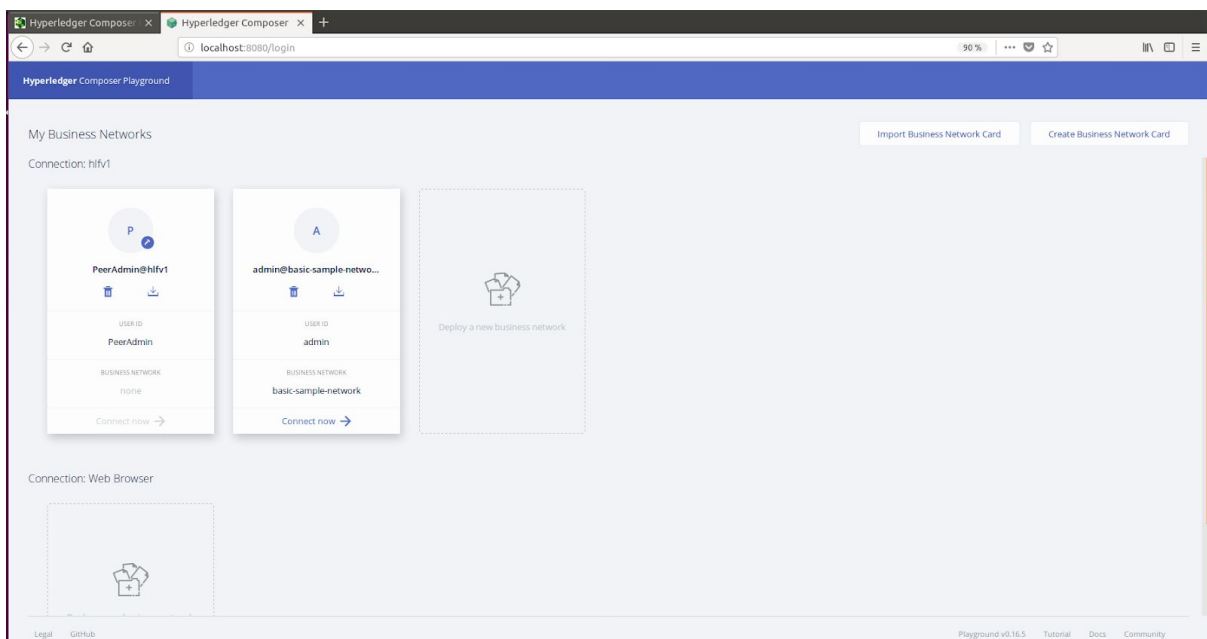 Hyperledger Composer
Hyperledger Composer
localhost:8080/login
90%
Hyperledger Composer Playground
My Business Networks
Import Business Network Card
Create Business Network Card
Connection: hlfv1
P
A
PeerAdmin@hlfv1
admin@basic-sample-netwo...
Deploy a new business network
USER ID
USER ID
PeerAdmin
admin
BUSINESS NETWORK
BUSINESS NETWORK
none
basic-sample-network
Connect now
Connect now
Connection: Web Browser
Legal
GitHub
Playground v0.16.5
Tutorial
Docs
Community